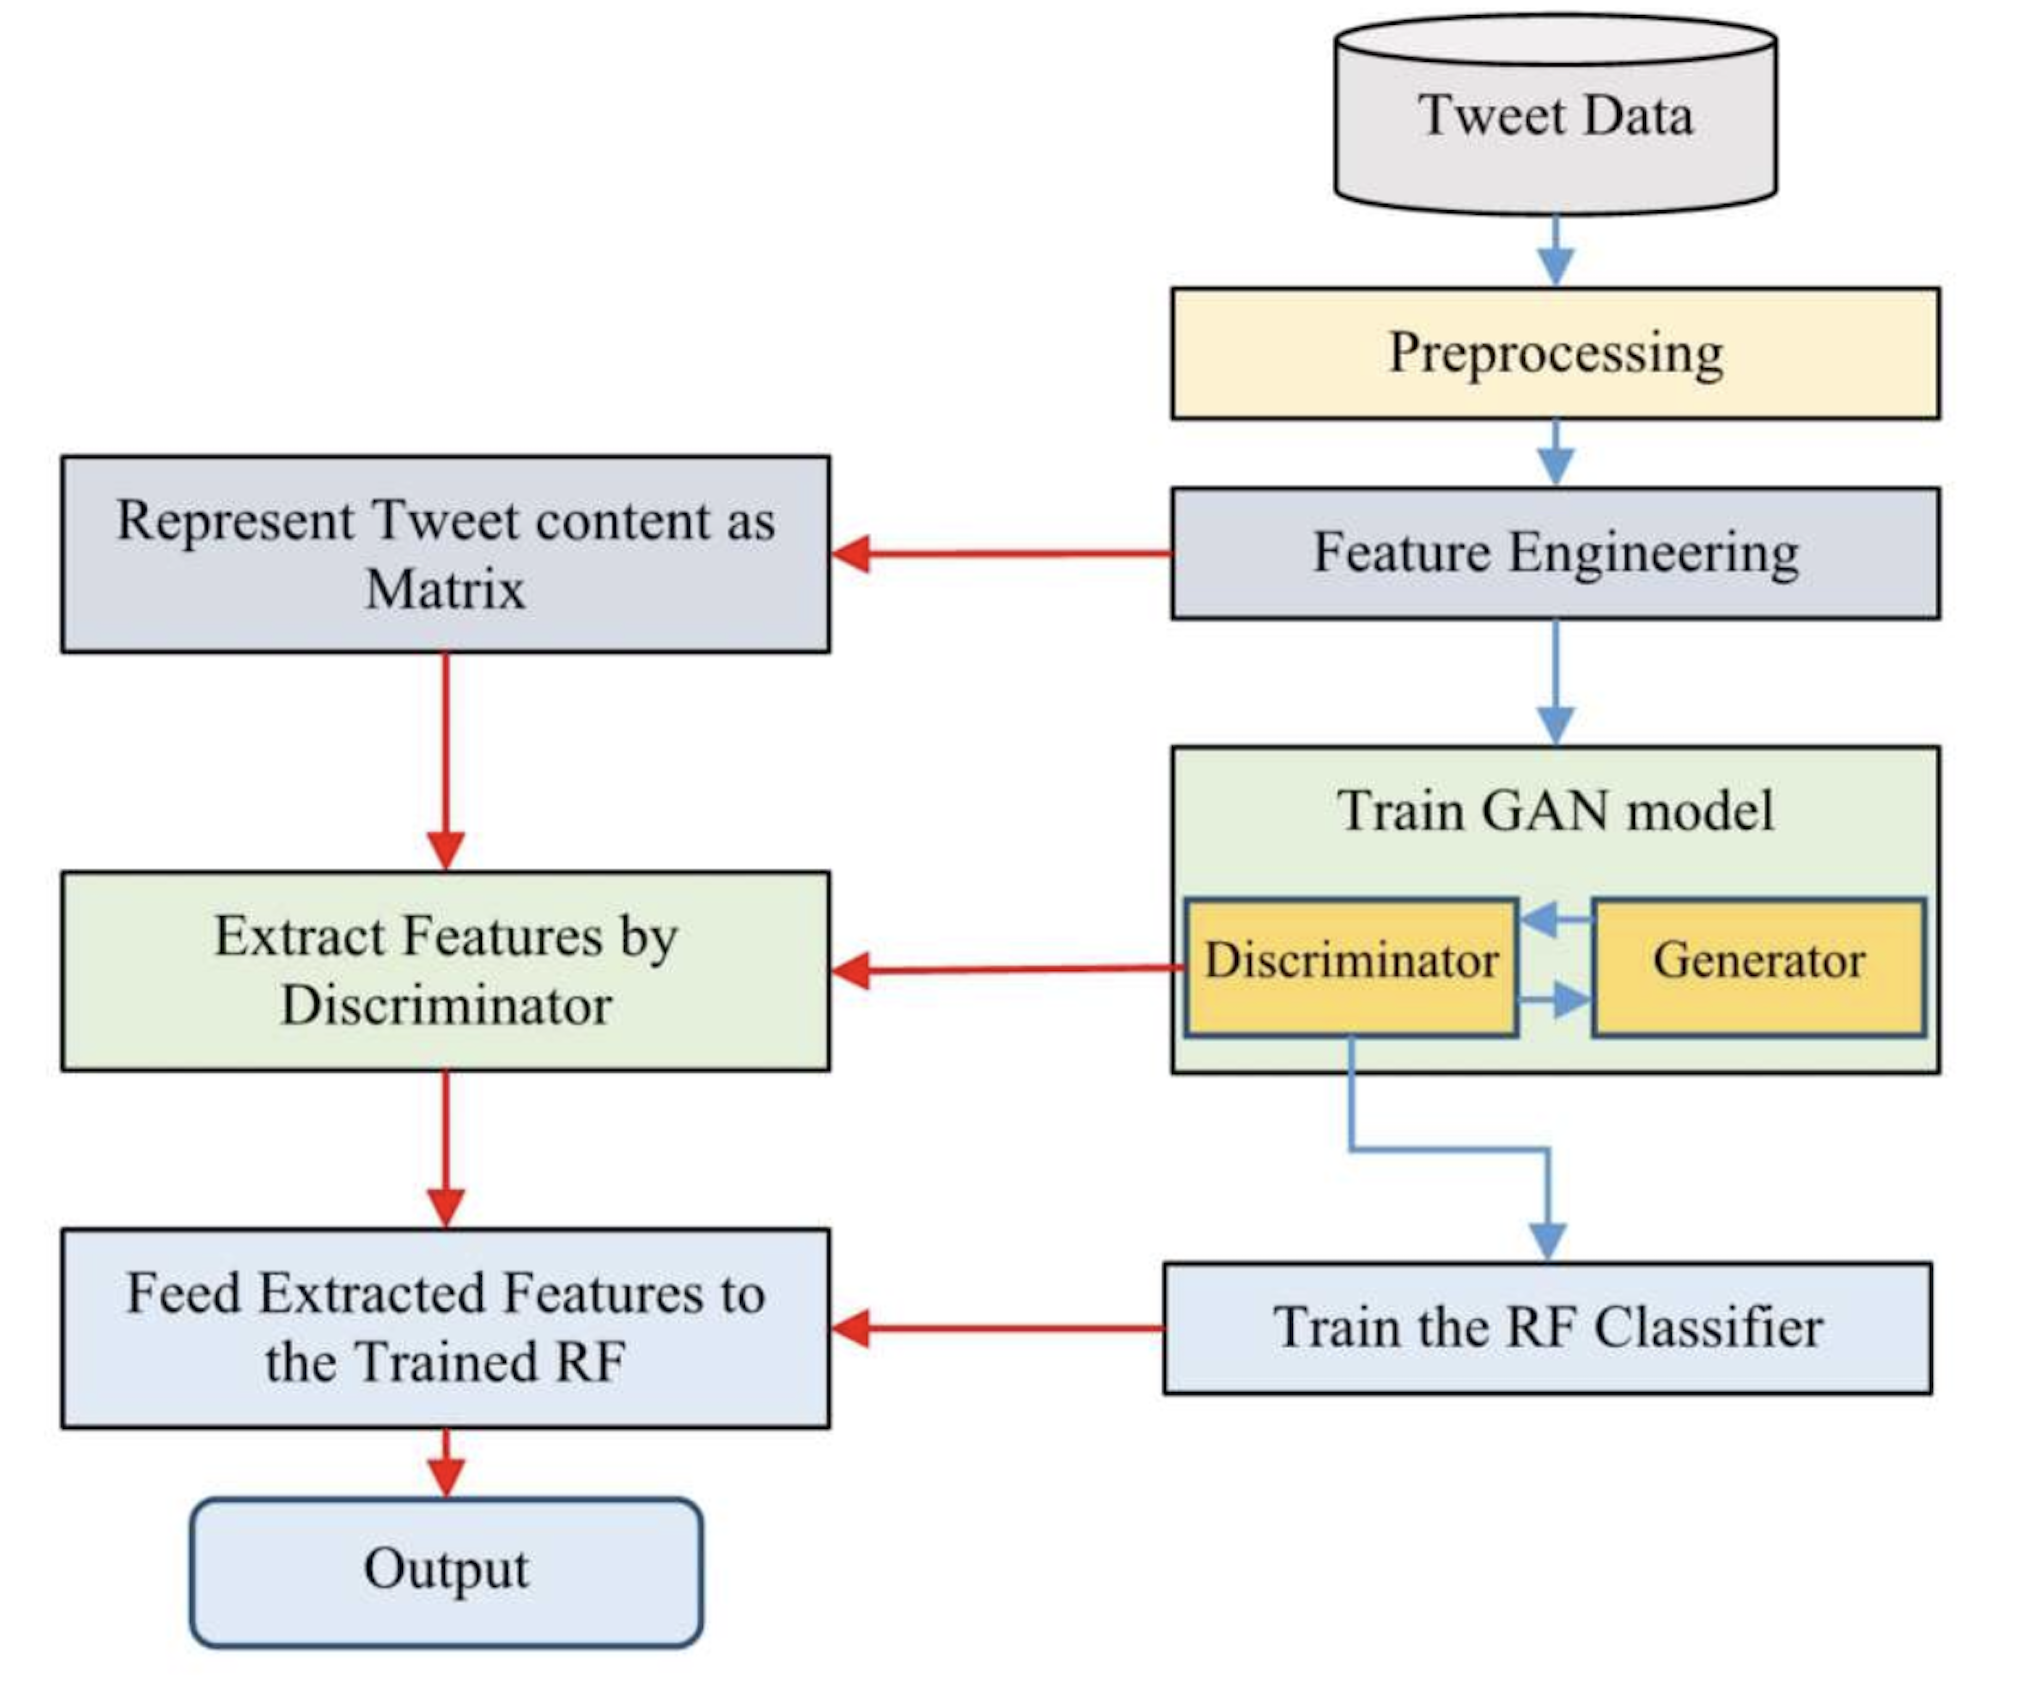 Tweet Data
Preprocessing
Represent Tweet content as
Matrix
Feature Engineering
Train GAN model
Extract Features by
Discriminator
Discriminator
Generator
Feed Extracted Features to
the Trained RF
Train the RF Classifier
Output